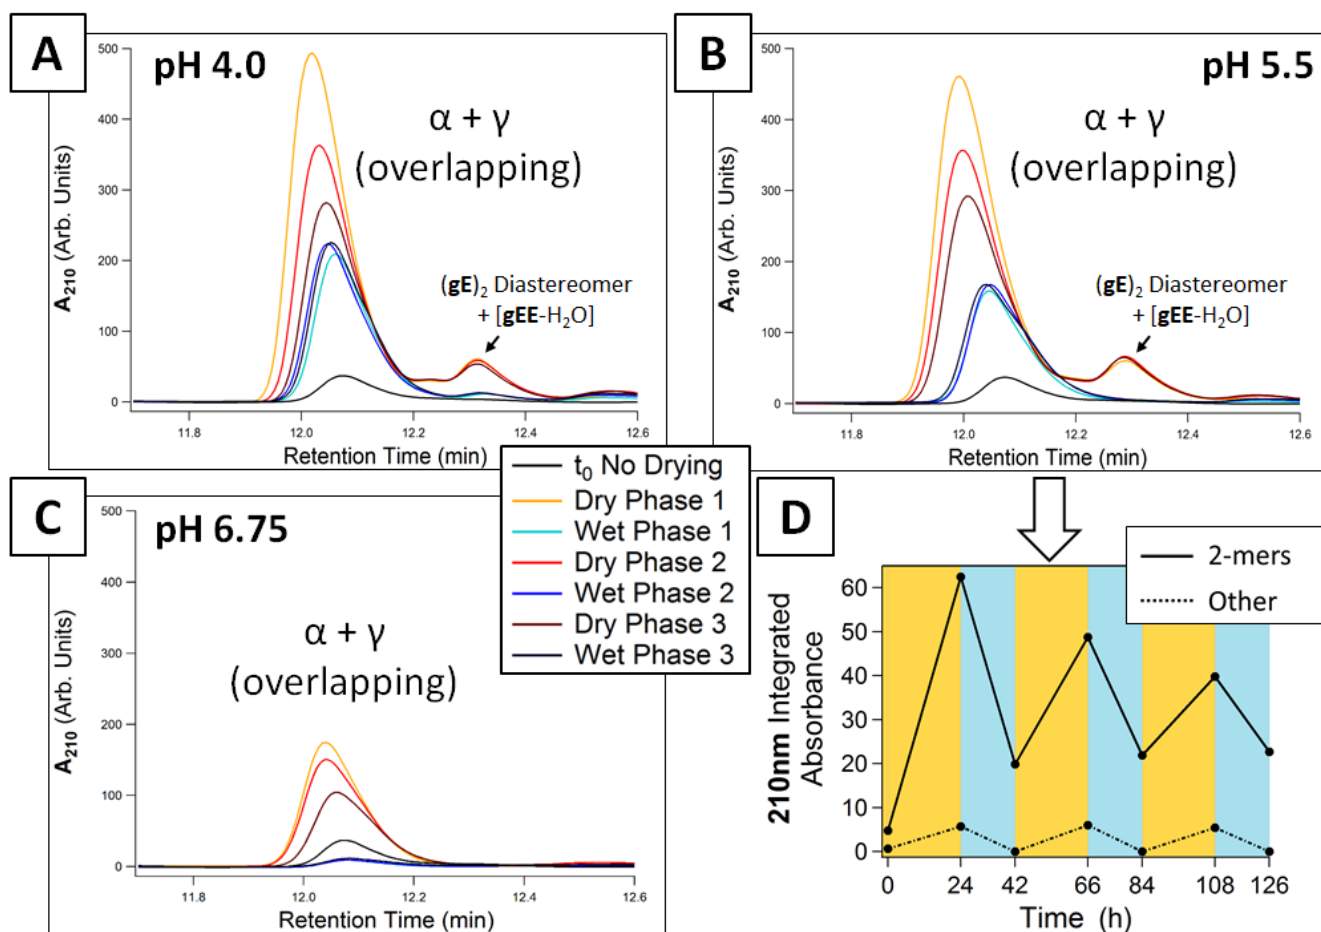 A
pH 4.0
α + γ
(overlapping)
(gE)₂ Diastereomer
+ [gEE-H₂O]
A₂₁₀ (Arb. Units)
500
400
300
200
100
0
11.8
12.0
12.2
12.4
12.6
Retention Time (min)
B
pH 5.5
α + γ
(overlapping)
(gE)₂ Diastereomer
+ [gEE-H₂O]
A₂₁₀ (Arb. Units)
500
400
300
200
100
0
11.8
12.0
12.2
12.4
12.6
Retention Time (min)
t₀ No Drying
Dry Phase 1
Wet Phase 1
Dry Phase 2
Wet Phase 2
Dry Phase 3
Wet Phase 3
C
pH 6.75
α + γ
(overlapping)
A₂₁₀ (Arb. Units)
500
400
300
200
100
0
11.8
12.0
12.2
12.4
12.6
Retention Time (min)
D
2-mers
Other
210nm Integrated
Absorbance
60
50
40
30
20
10
0
0
24
42
66
84
108
126
Time (h)